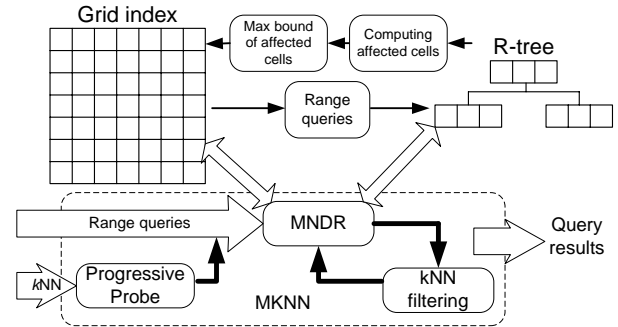 Grid index
Max bound
of affected
cells
Computing
affected cells
R-tree
Range
queries
Range queries
MNDR
Query
results
kNN
Progressive
Probe
MKNN
kNN
filtering